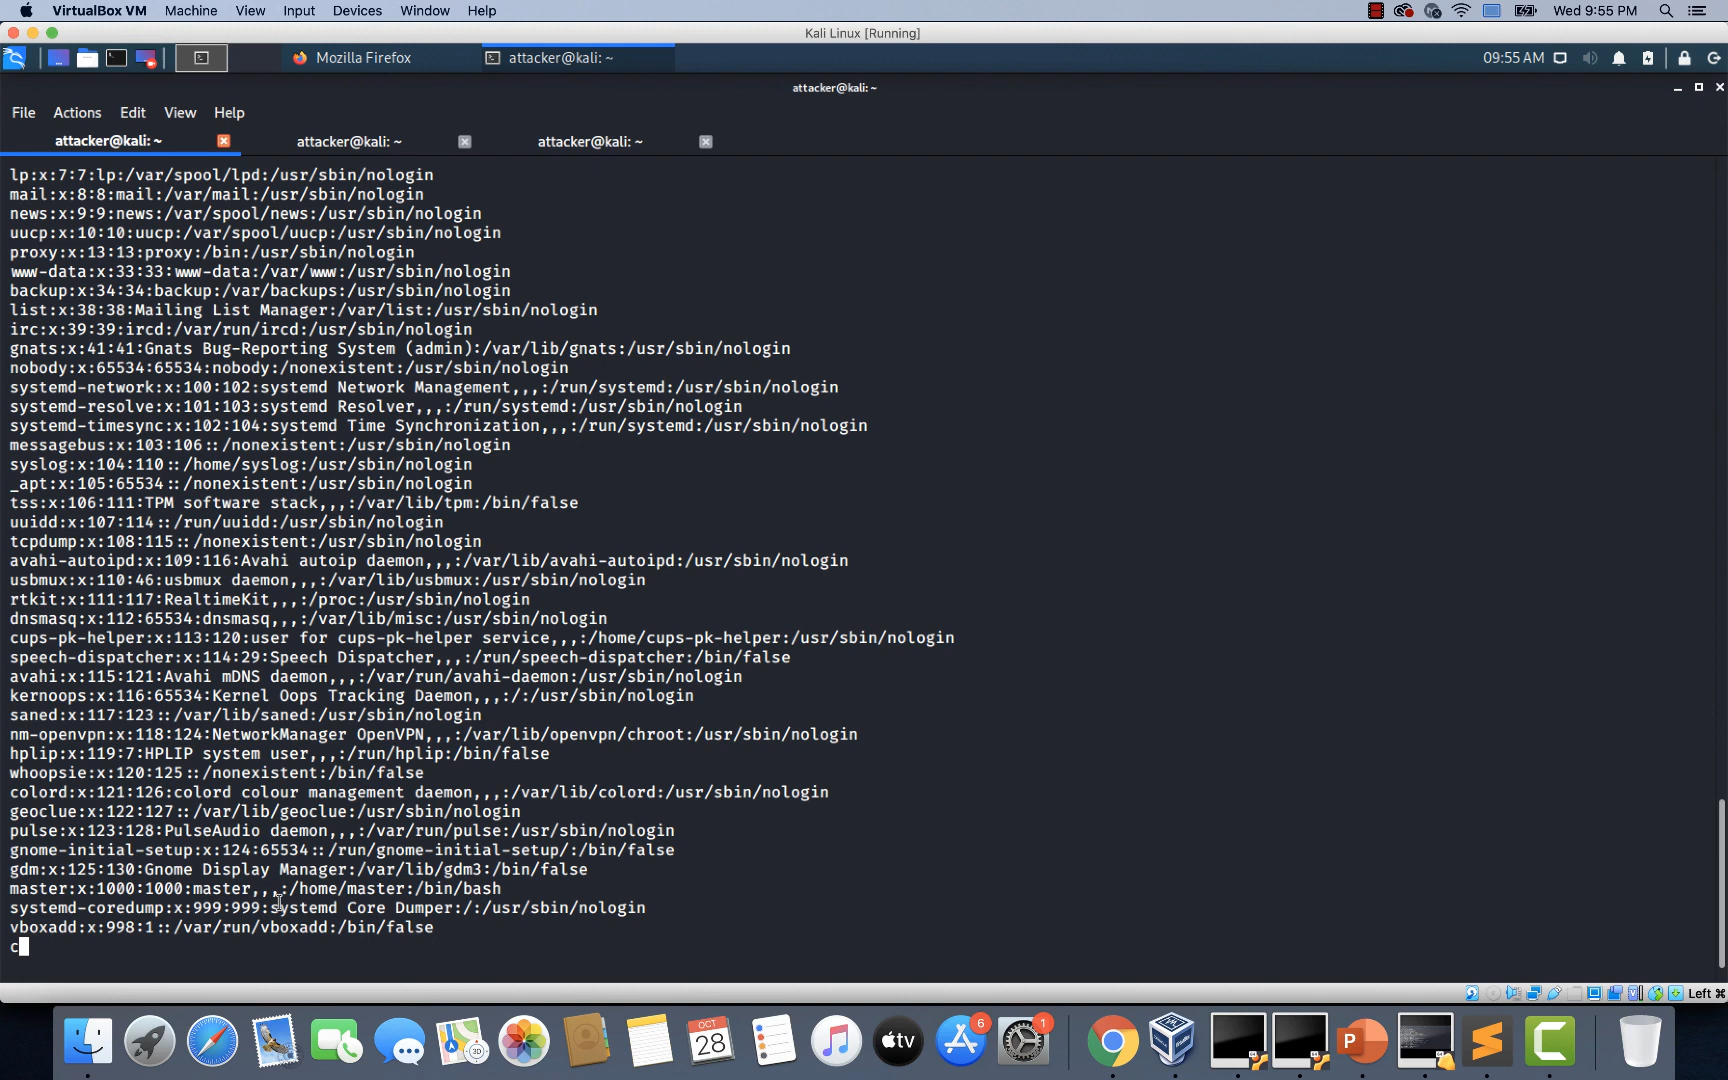 VirtualBox VM Machine View Input Devices Window Help Wed 9:55 PM
Kali Linux [Running]
Mozilla Firefox attacker@kali: ~ 09:55 AM
attacker@kali: ~
File Actions Edit View Help
attacker@kali: ~ attacker@kali: ~ attacker@kali: ~
lp:x:7:7:lp:/var/spool/lpd:/usr/sbin/nologin
mail:x:8:8:mail:/var/mail:/usr/sbin/nologin
news:x:9:9:news:/var/spool/news:/usr/sbin/nologin
uucp:x:10:10:uucp:/var/spool/uucp:/usr/sbin/nologin
proxy:x:13:13:proxy:/bin:/usr/sbin/nologin
www-data:x:33:33:www-data:/var/www:/usr/sbin/nologin
backup:x:34:34:backup:/var/backups:/usr/sbin/nologin
list:x:38:38:Mailing List Manager:/var/list:/usr/sbin/nologin
irc:x:39:39:ircd:/var/run/ircd:/usr/sbin/nologin
gnats:x:41:41:Gnats Bug-Reporting System (admin):/var/lib/gnats:/usr/sbin/nologin
nobody:x:65534:65534:nobody:/nonexistent:/usr/sbin/nologin
systemd-network:x:100:102:systemd Network Management,,,:/run/systemd:/usr/sbin/nologin
systemd-resolve:x:101:103:systemd Resolver,,,:/run/systemd:/usr/sbin/nologin
systemd-timesync:x:102:104:systemd Time Synchronization,,,:/run/systemd:/usr/sbin/nologin
messagebus:x:103:106::/nonexistent:/usr/sbin/nologin
syslog:x:104:110::/home/syslog:/usr/sbin/nologin
_apt:x:105:65534::/nonexistent:/usr/sbin/nologin
tss:x:106:111:TPM software stack,,,:/var/lib/tpm:/bin/false
uuidd:x:107:114::/run/uuidd:/usr/sbin/nologin
tcpdump:x:108:115::/nonexistent:/usr/sbin/nologin
avahi-autoipd:x:109:116:Avahi autoip daemon,,,:/var/lib/avahi-autoipd:/usr/sbin/nologin
usbmux:x:110:46:usbmux daemon,,,:/var/lib/usbmux:/usr/sbin/nologin
rtkit:x:111:117:RealtimeKit,,,:/proc:/usr/sbin/nologin
dnsmasq:x:112:65534:dnsmasq,,,:/var/lib/misc:/usr/sbin/nologin
cups-pk-helper:x:113:120:user for cups-pk-helper service,,,:/home/cups-pk-helper:/usr/sbin/nologin
speech-dispatcher:x:114:29:Speech Dispatcher,,,:/run/speech-dispatcher:/bin/false
avahi:x:115:121:Avahi mDNS daemon,,,:/var/run/avahi-daemon:/usr/sbin/nologin
kernoops:x:116:65534:Kernel Oops Tracking Daemon,,,:/:/usr/sbin/nologin
saned:x:117:123::/var/lib/saned:/usr/sbin/nologin
nm-openvpn:x:118:124:NetworkManager OpenVPN,,,:/var/lib/openvpn/chroot:/usr/sbin/nologin
hplip:x:119:7:HPLIP system user,,,:/run/hplip:/bin/false
whoopsie:x:120:125::/nonexistent:/bin/false
colord:x:121:126:colord colour management daemon,,,:/var/lib/colord:/usr/sbin/nologin
geoclue:x:122:127::/var/lib/geoclue:/usr/sbin/nologin
pulse:x:123:128:PulseAudio daemon,,,:/var/run/pulse:/usr/sbin/nologin
gnome-initial-setup:x:124:65534::/run/gnome-initial-setup/:/bin/false
gdm:x:125:130:Gnome Display Manager:/var/lib/gdm3:/bin/false
master:x:1000:1000:master,,,:/home/master:/bin/bash
systemd-coredump:x:999:999:systemd Core Dumper:/:/usr/sbin/nologin
vboxadd:x:998:1::/var/run/vboxadd:/bin/false
c
Left ⌘
OCT 28 3D tv 6 1 P C